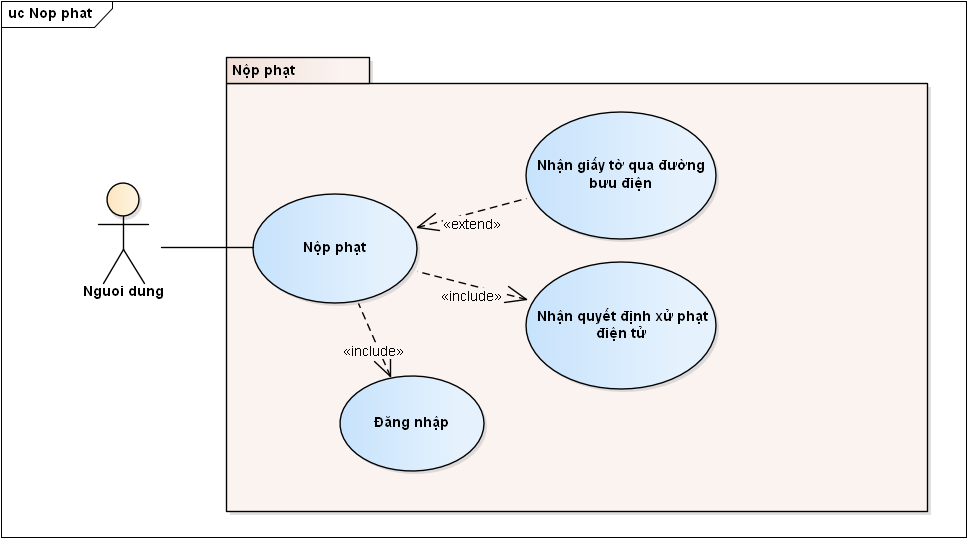 uc Nop phat
Nộp phạt
Nhận giấy tờ qua đường
bưu điện
«extend»
Nộp phạt
Nguoi dung
«include»
Nhận quyết định xử phạt
điện tử
«include»
Đăng nhập